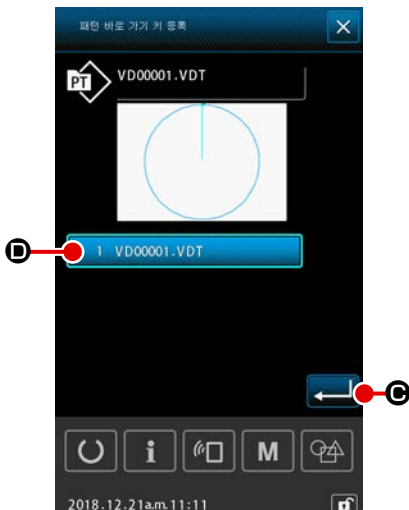 패턴 바로 가기 키 등록
PT
VD00001.VDT
D
1 VD00001.VDT
C
i
M
2018.12.21a.m.11:11